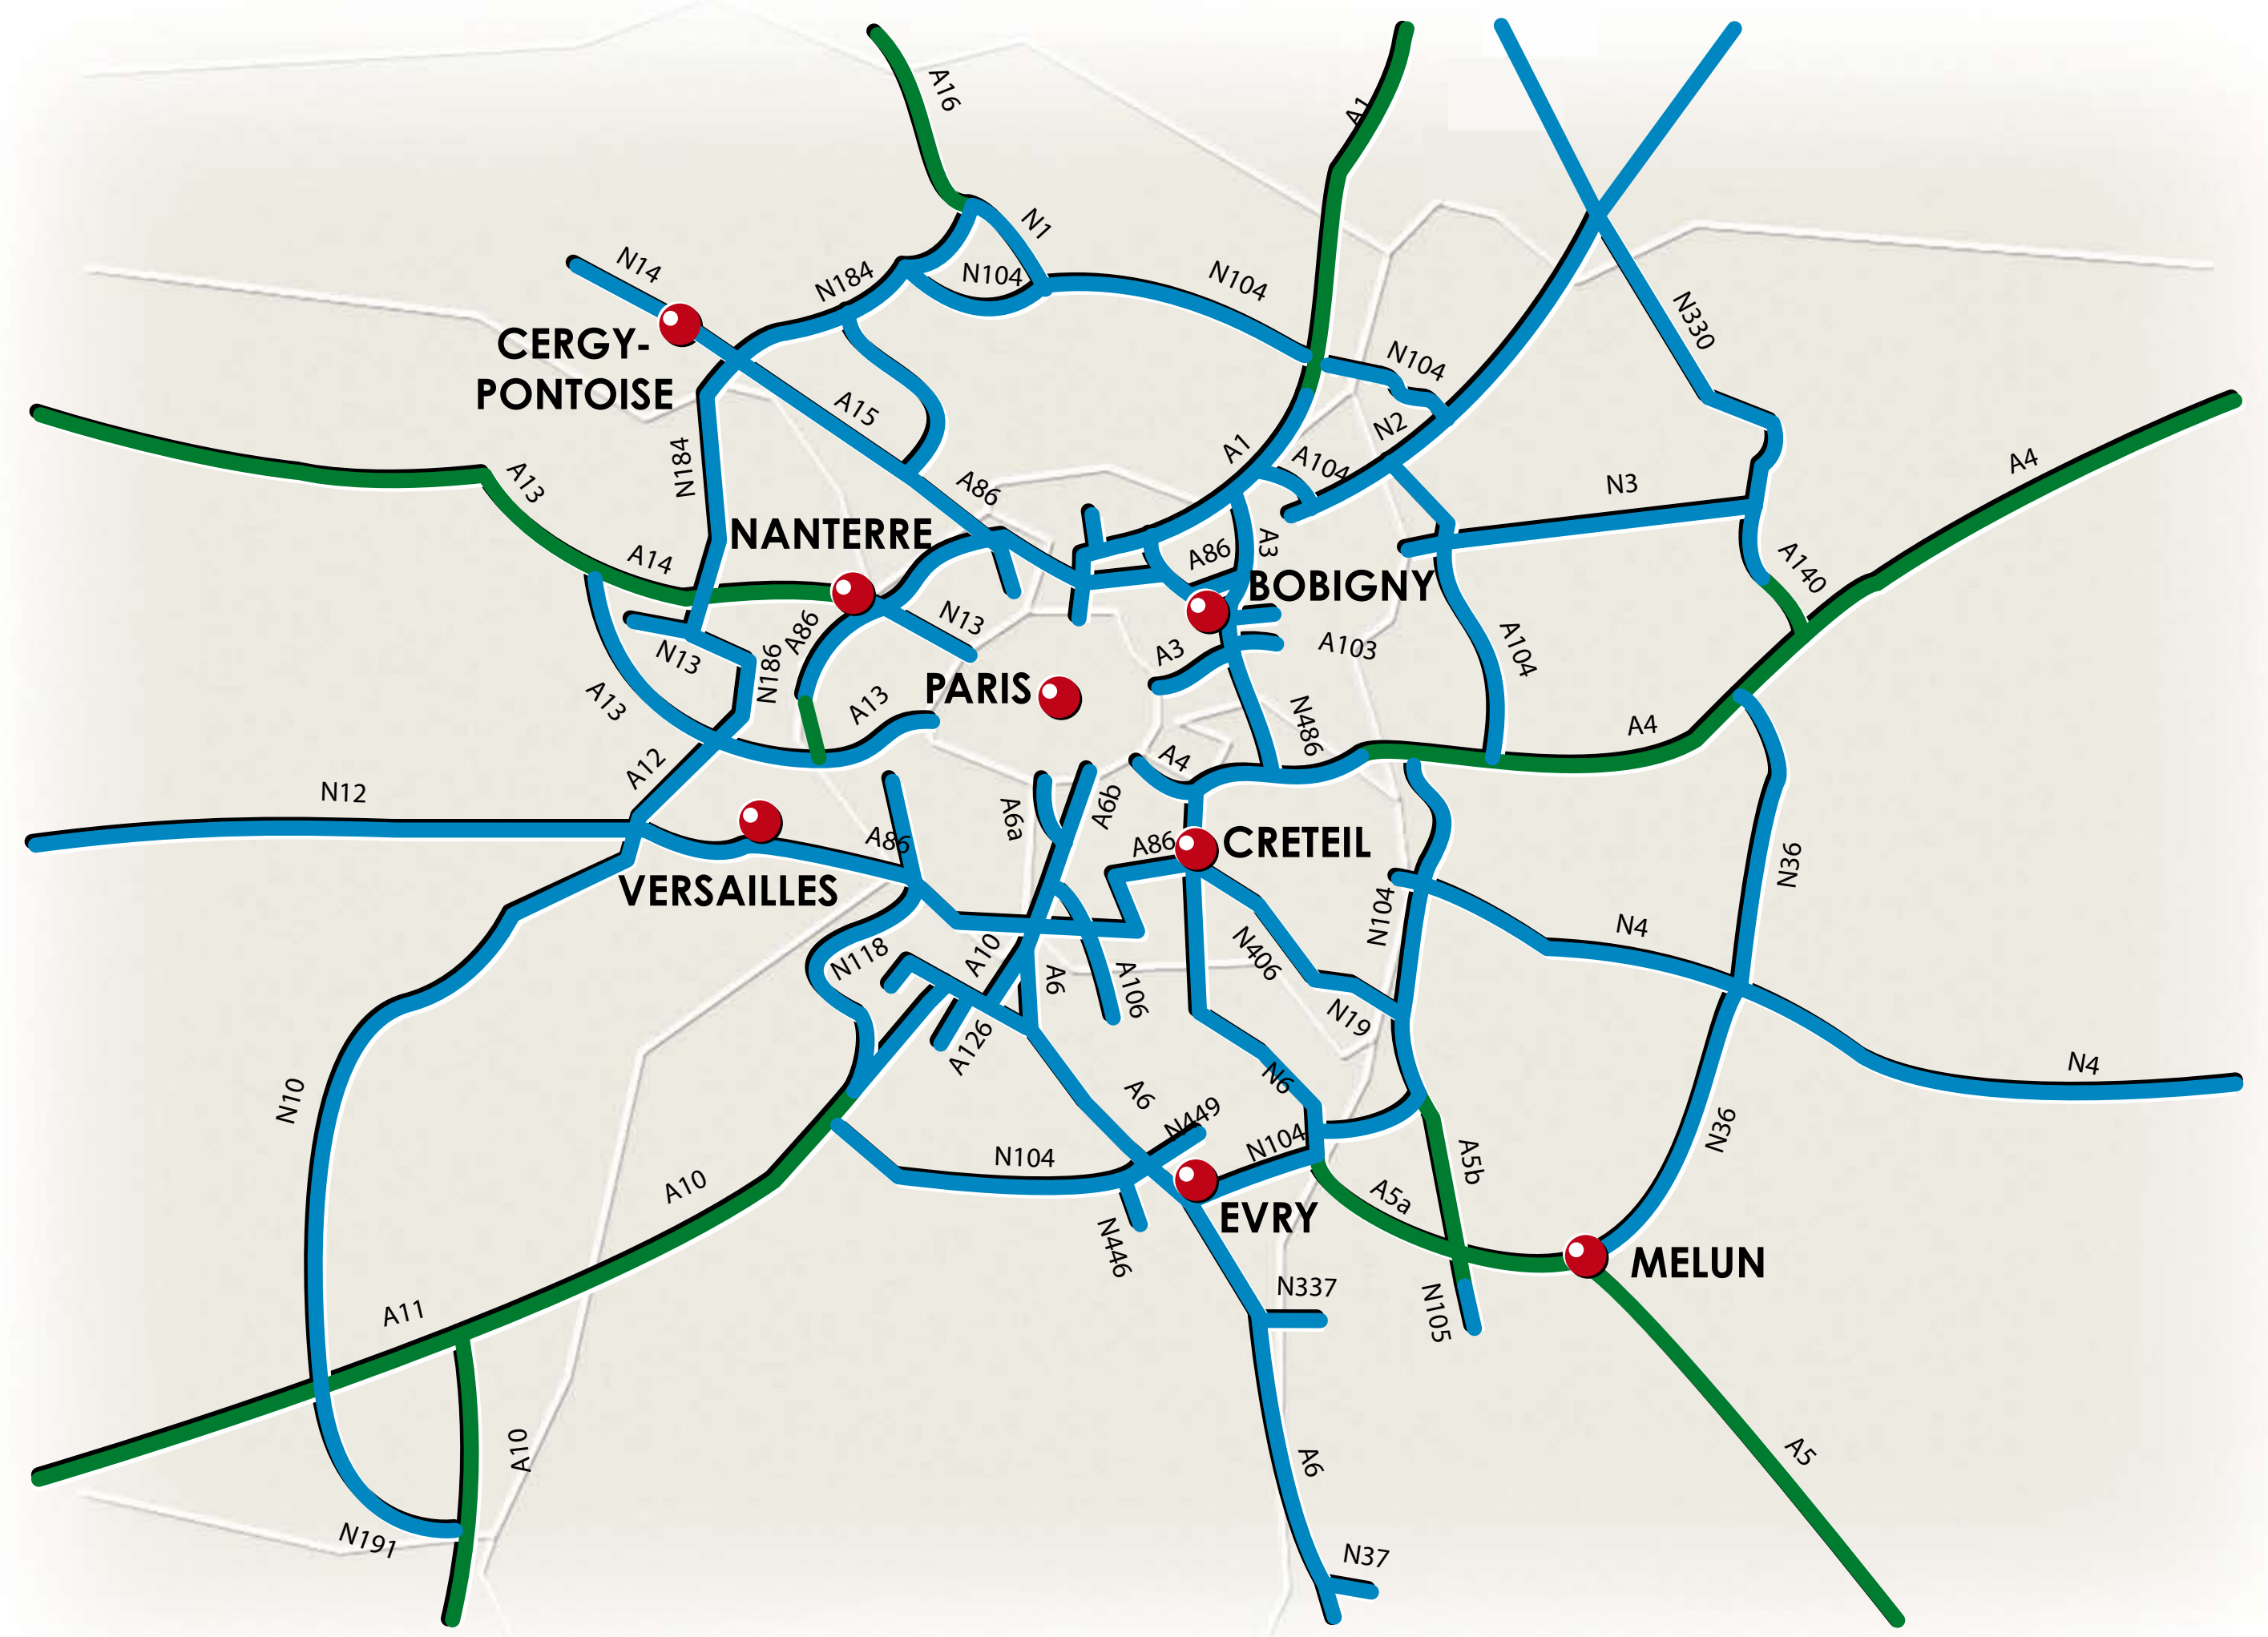 A16
A1
N1
N14
N184
N104
N104
N330
N104
CERGY-
PONTOISE
A15
N2
A1
A104
N184
A13
A86
N3
A4
NANTERRE
A3
A86
A14
A140
BOBIGNY
N13
A86
A104
N13
A3
A103
N186
PARIS
A13
A13
N486
A4
A12
A4
N12
A6a
A6b
A86
A86
CRETEIL
N36
VERSAILLES
N104
N4
N118
A10
N406
A6
A106
N19
A126
N4
N10
A6
N6
N449
N36
N104
N104
A5b
A10
A5a
EVRY
N446
MELUN
N337
A11
N105
A10
A6
A5
N191
N37